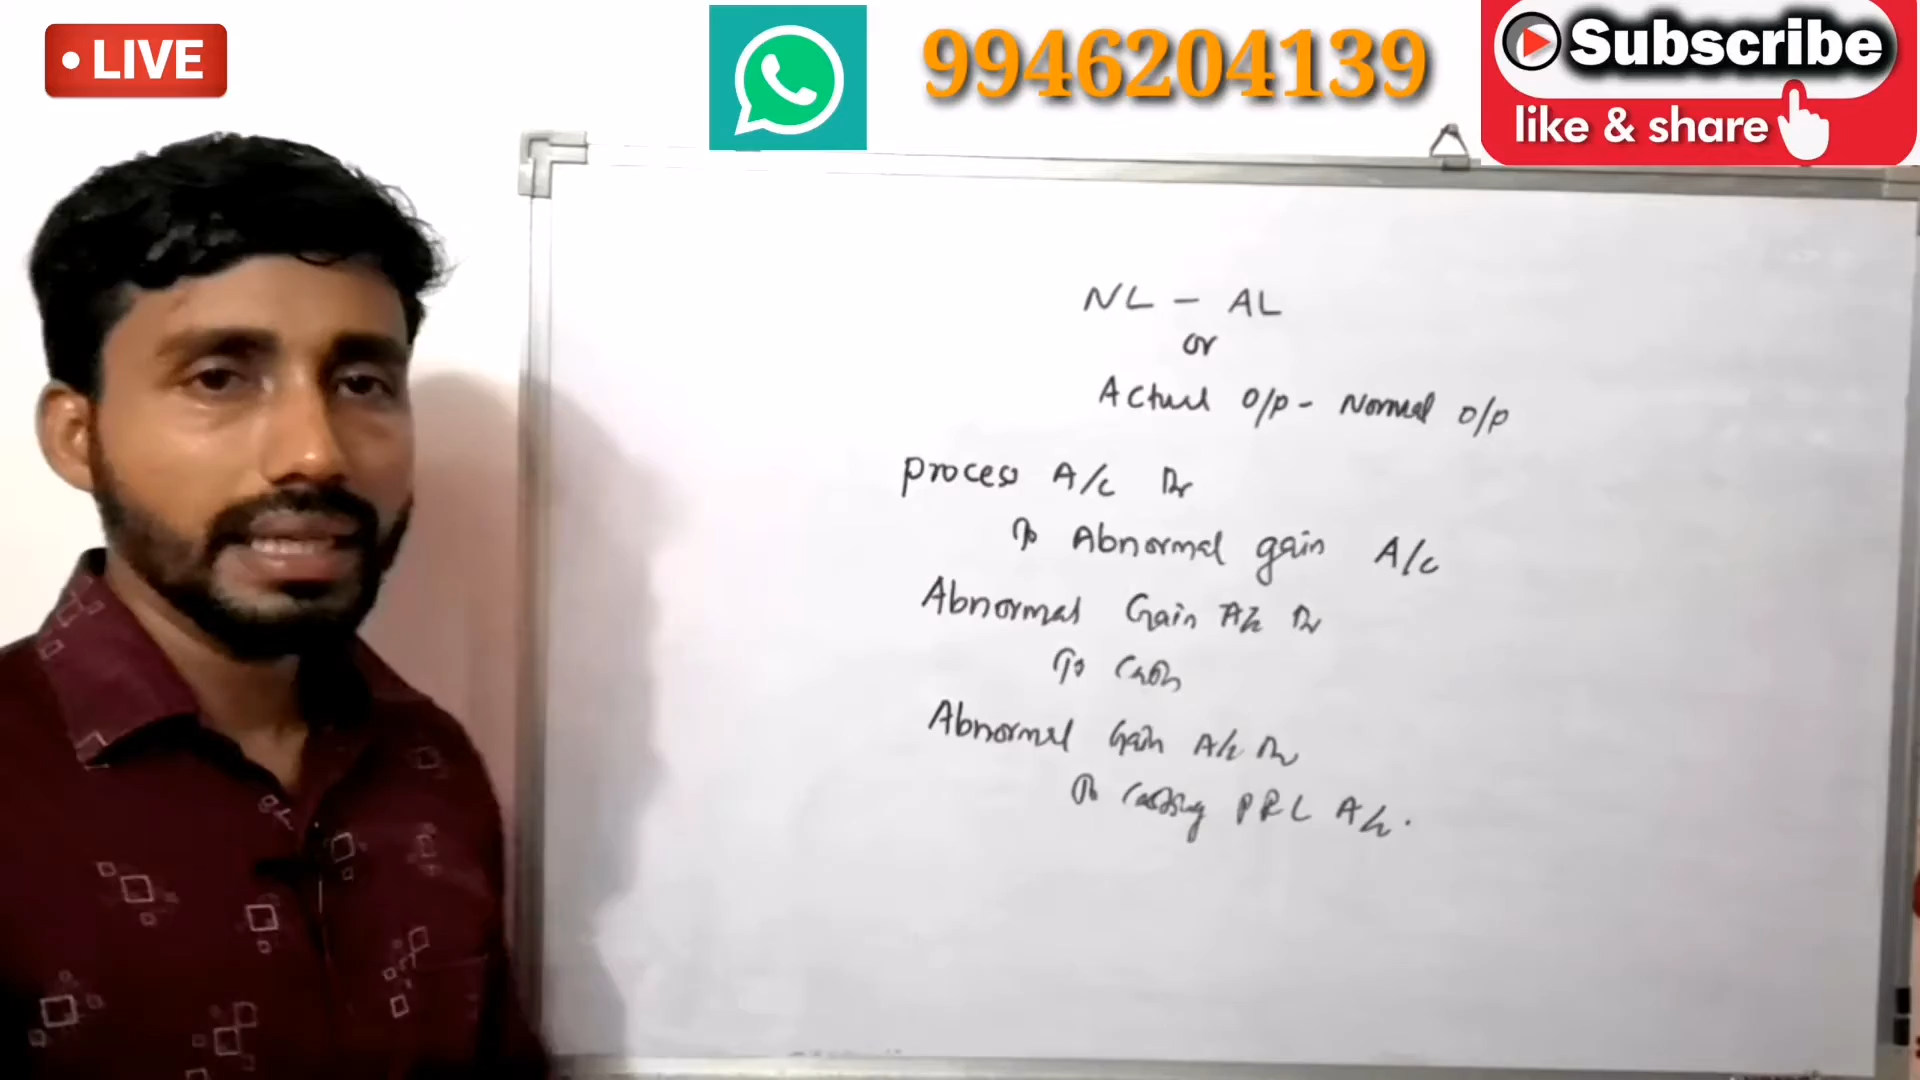 LIVE
9946204139
Subscribe
like & share
NL - AL
or
Actual O/P - Normal O/P
Process A/c Dr
To Abnormal gain A/c
Abnormal Gain A/c Dr
To Cash
Abnormal Gain A/c Dr
To Costing P&L A/c.